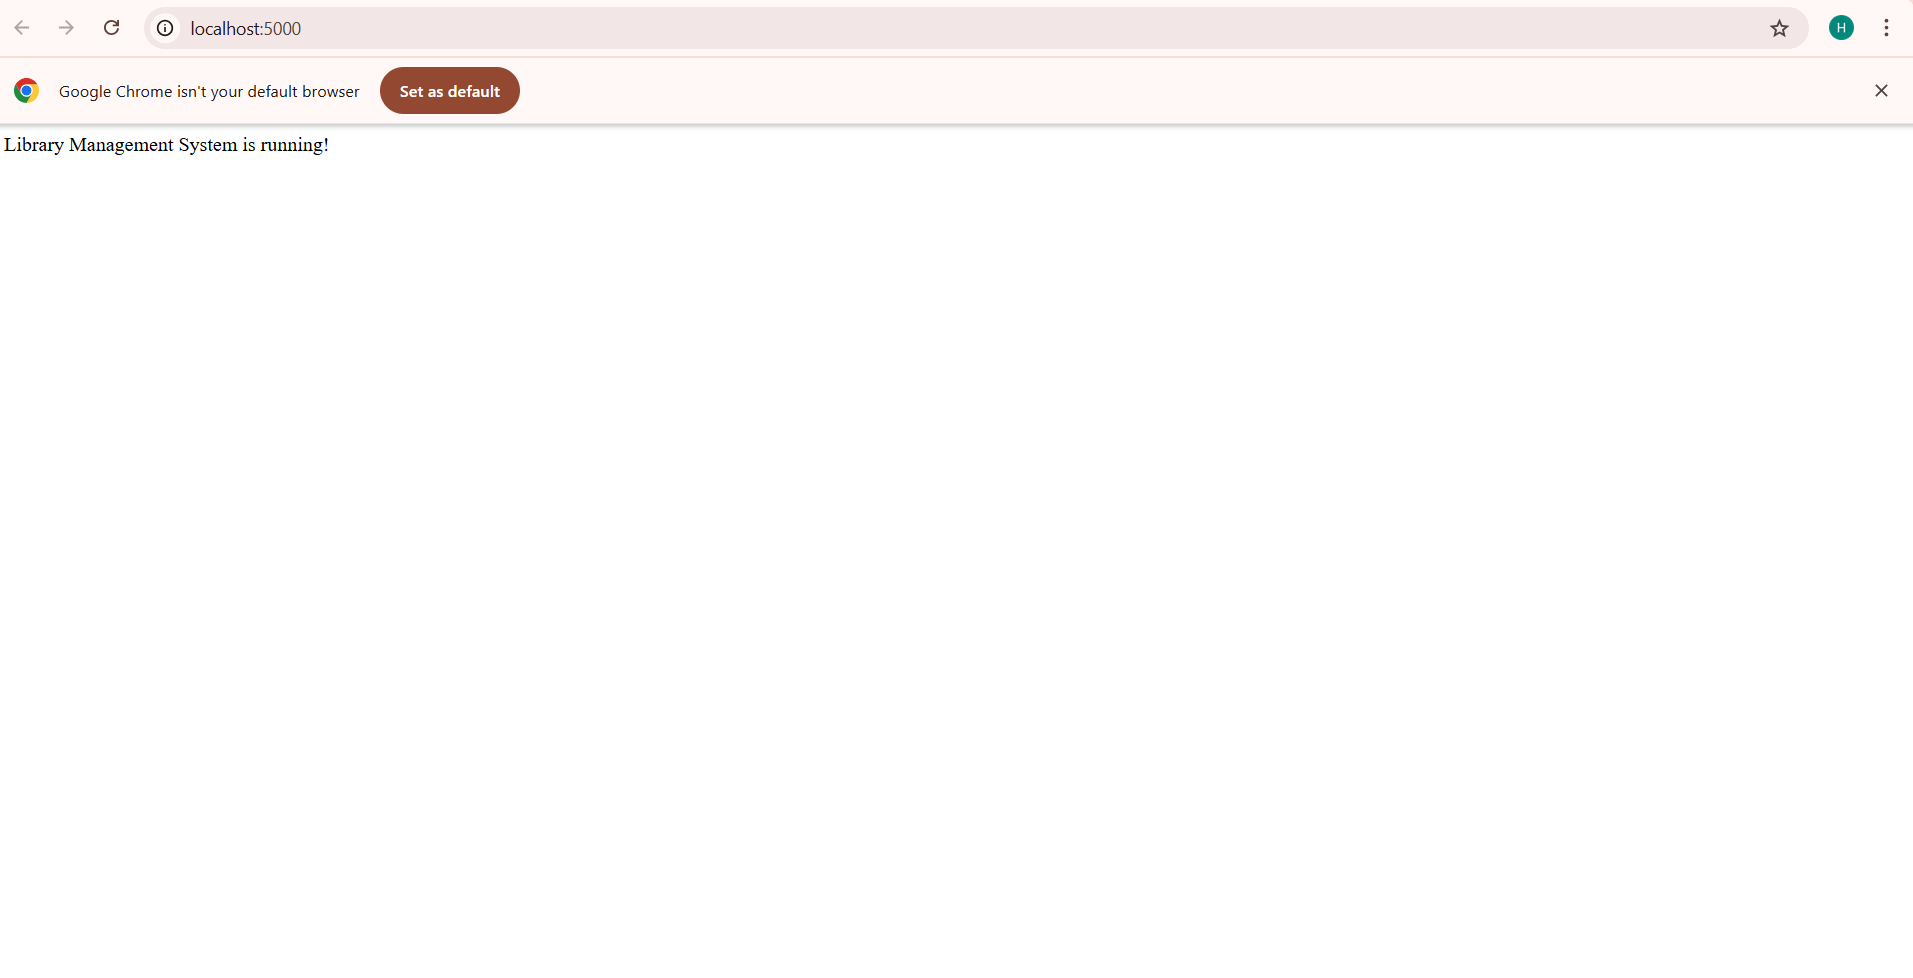 localhost:5000
H
Google Chrome isn't your default browser
Set as default
Library Management System is running!